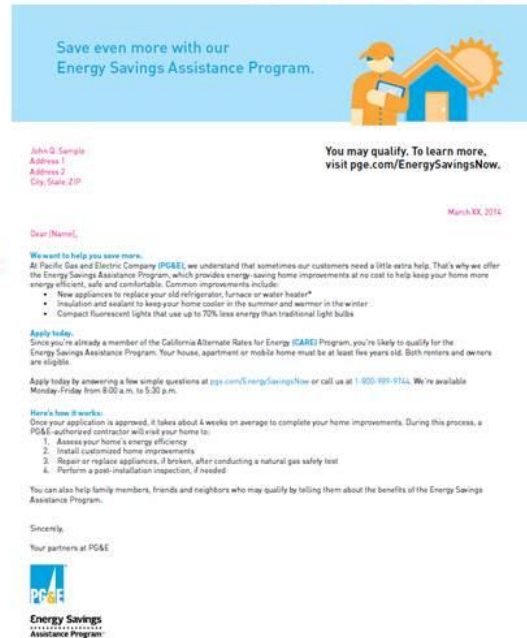 Save even more with our
Energy Savings Assistance Program.
You may qualify. To learn more,
visit pge.com/EnergySavingsNow.
John Q. Sample
Address 1
Address 2
City, State, ZIP
March XX, 2014
Dear [Name],
We want to help you save more.
At Pacific Gas and Electric Company (PG&E), we understand that sometimes our customers need a little extra help. That's why we offer
the Energy Savings Assistance Program, which provides energy-saving home improvements at no cost to help keep your home more
energy efficient, safe and comfortable. Common improvements include:
• New appliances to replace your old refrigerator, furnace or water heater*
• Insulation and sealant to keep your home cooler in the summer and warmer in the winter
• Compact fluorescent lights that use up to 70% less energy than traditional light bulbs
Apply today.
Since you're already a member of the California Alternate Rates for Energy (CARE) Program, you're likely to qualify for the
Energy Savings Assistance Program. Your house, apartment or mobile home must be at least five years old. Both renters and owners
are eligible.
Apply today by answering a few simple questions at pge.com/EnergySavingsNow or call us at 1-800-989-9744. We're available
Monday-Friday from 8:00 a.m. to 5:30 p.m.
Here's how it works:
Once your application is approved, it takes about 6 weeks on average to complete your home improvements. During this process, a
PG&E-authorized contractor will visit your home to:
1. Assess your home's energy efficiency
2. Install customized home improvements
3. Repair or replace appliances, if broken, after conducting a natural gas safety test
4. Perform a post-installation inspection, if needed
You can also help family members, friends and neighbors who may qualify by telling them about the benefits of the Energy Savings
Assistance Program.
Sincerely,
Your partners at PG&E
PG&E
Energy Savings
Assistance Program